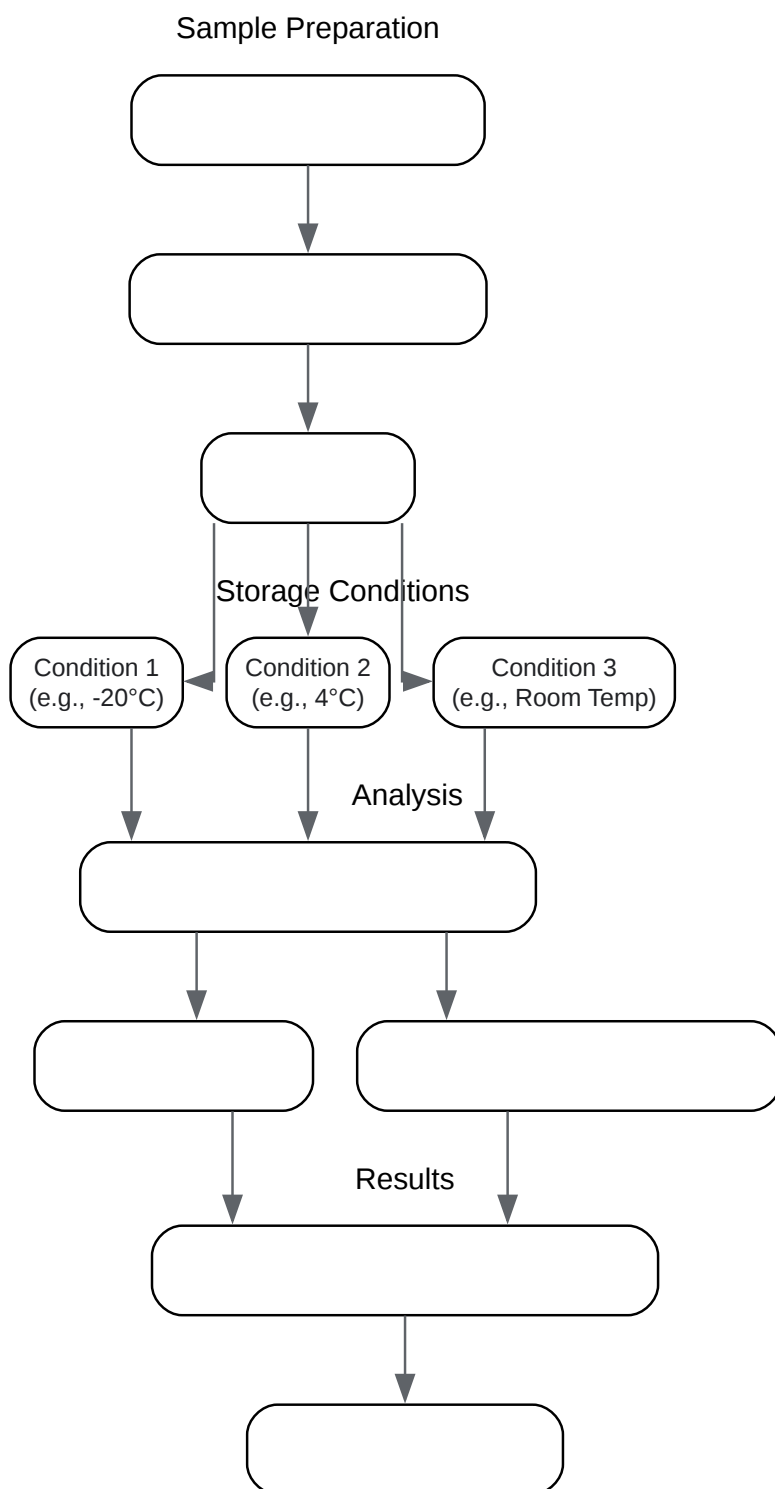 Sample Preparation
Storage Conditions
Condition 1
(e.g., -20°C)
Condition 2
(e.g., 4°C)
Condition 3
(e.g., Room Temp)
Analysis
Results